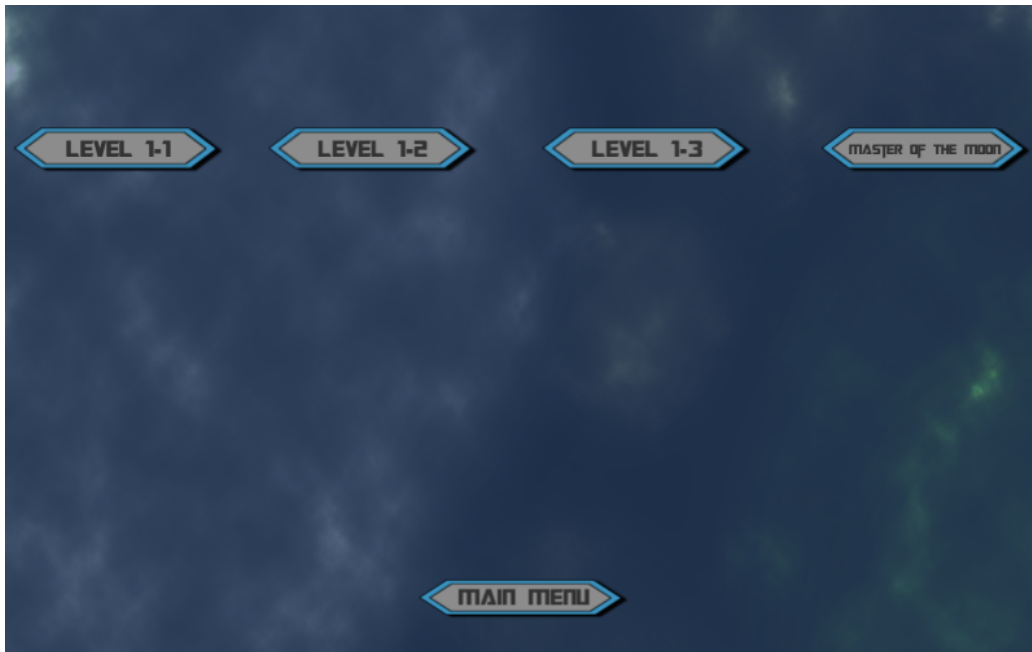 LEVEL 1-1
LEVEL 1-2
LEVEL 1-3
MASTER OF THE MOON
MAIN MENU